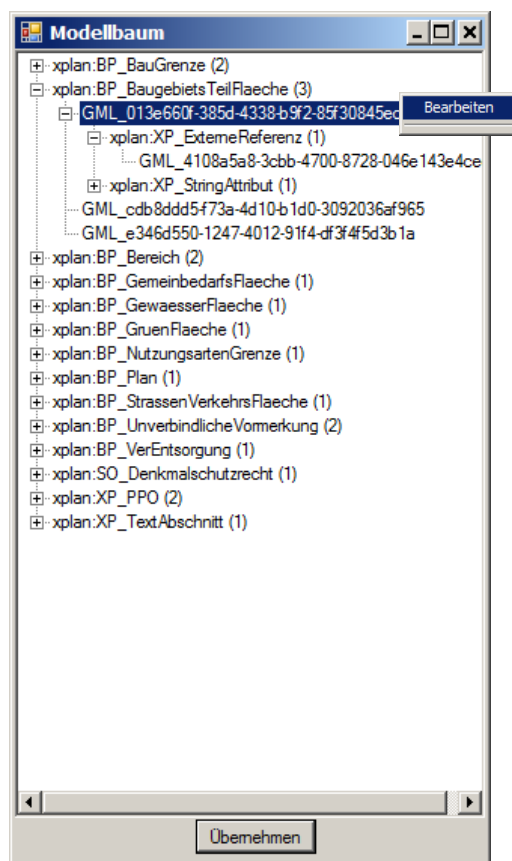 Modellbaum
xplan:BP_BauGrenze (2)
xplan:BP_BaugebietsTeilFlaeche (3)
GML_013e660f-385d-4338-b9f2-85f30845ec
Bearbeiten
xplan:XP_ExterneReferenz (1)
GML_4108a5a8-3cbb-4700-8728-046e143e4ce
xplan:XP_StringAttribut (1)
GML_cdb8ddd5-f73a-4d10-b1d0-3092036af965
GML_e346d550-1247-4012-91f4-df3f4f5d3b1a
xplan:BP_Bereich (2)
xplan:BP_GemeinbedarfsFlaeche (1)
xplan:BP_GewaesserFlaeche (1)
xplan:BP_GruenFlaeche (1)
xplan:BP_NutzungsartenGrenze (1)
xplan:BP_Plan (1)
xplan:BP_StrassenVerkehrsFlaeche (1)
xplan:BP_UnverbindlicheVormerkung (2)
xplan:BP_VerEntsorgung (1)
xplan:SO_Denkmalschutzrecht (1)
xplan:XP_PPO (2)
xplan:XP_TextAbschnitt (1)
Übernehmen